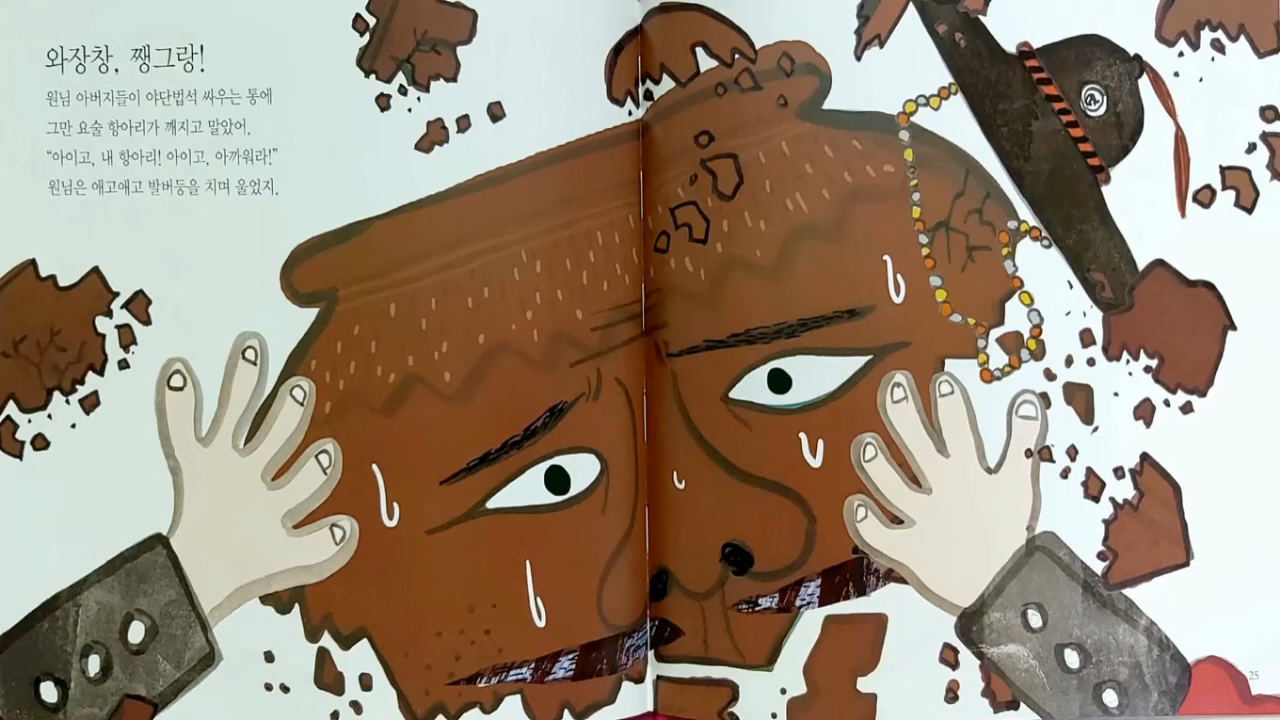 와장창, 쨍그랑!
원님 아버지들이 야단법석 싸우는 통에
그만 요술 항아리가 깨지고 말았어.
“아이고, 내 항아리! 아이고, 아까워라!”
원님은 애고애고 발버둥을 치며 울었지.
25